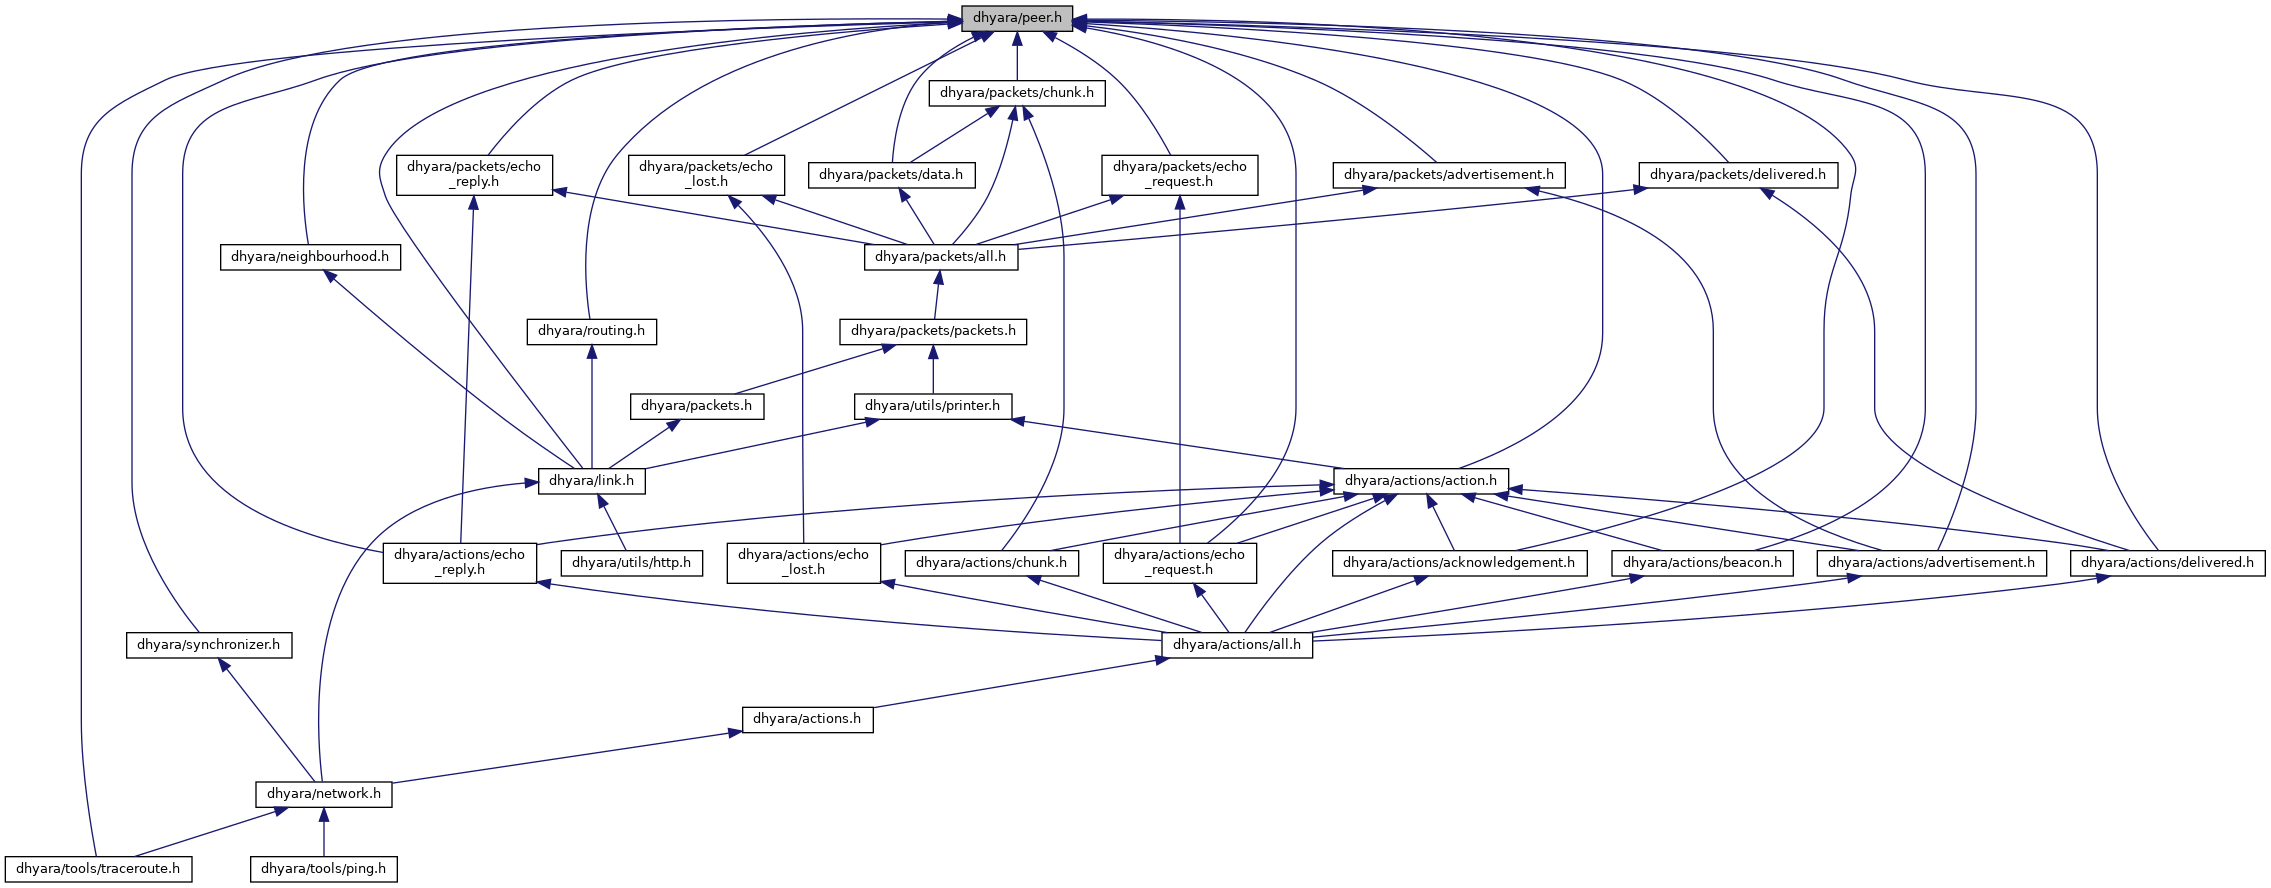 dhyara/peer.h
dhyara/packets/chunk.h
dhyara/packets/echo
_reply.h
dhyara/packets/echo
_lost.h
dhyara/packets/data.h
dhyara/packets/echo
_request.h
dhyara/packets/advertisement.h
dhyara/packets/delivered.h
dhyara/neighbourhood.h
dhyara/packets/all.h
dhyara/routing.h
dhyara/packets/packets.h
dhyara/packets.h
dhyara/utils/printer.h
dhyara/link.h
dhyara/actions/action.h
dhyara/actions/echo
_reply.h
dhyara/utils/http.h
dhyara/actions/echo
_lost.h
dhyara/actions/chunk.h
dhyara/actions/echo
_request.h
dhyara/actions/acknowledgement.h
dhyara/actions/beacon.h
dhyara/actions/advertisement.h
dhyara/actions/delivered.h
dhyara/synchronizer.h
dhyara/actions/all.h
dhyara/actions.h
dhyara/network.h
dhyara/tools/traceroute.h
dhyara/tools/ping.h